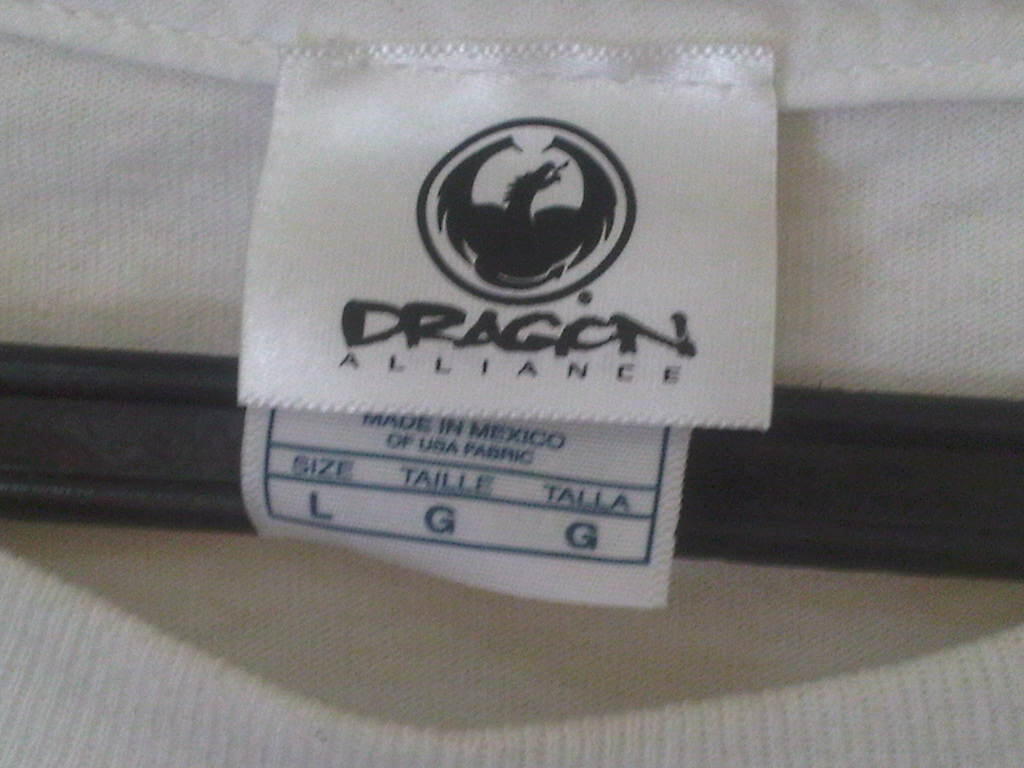 DRAGON
ALLIANCE
MADE IN MEXICO
OF USA FABRIC
SIZE TAILLE TALLA
L G G